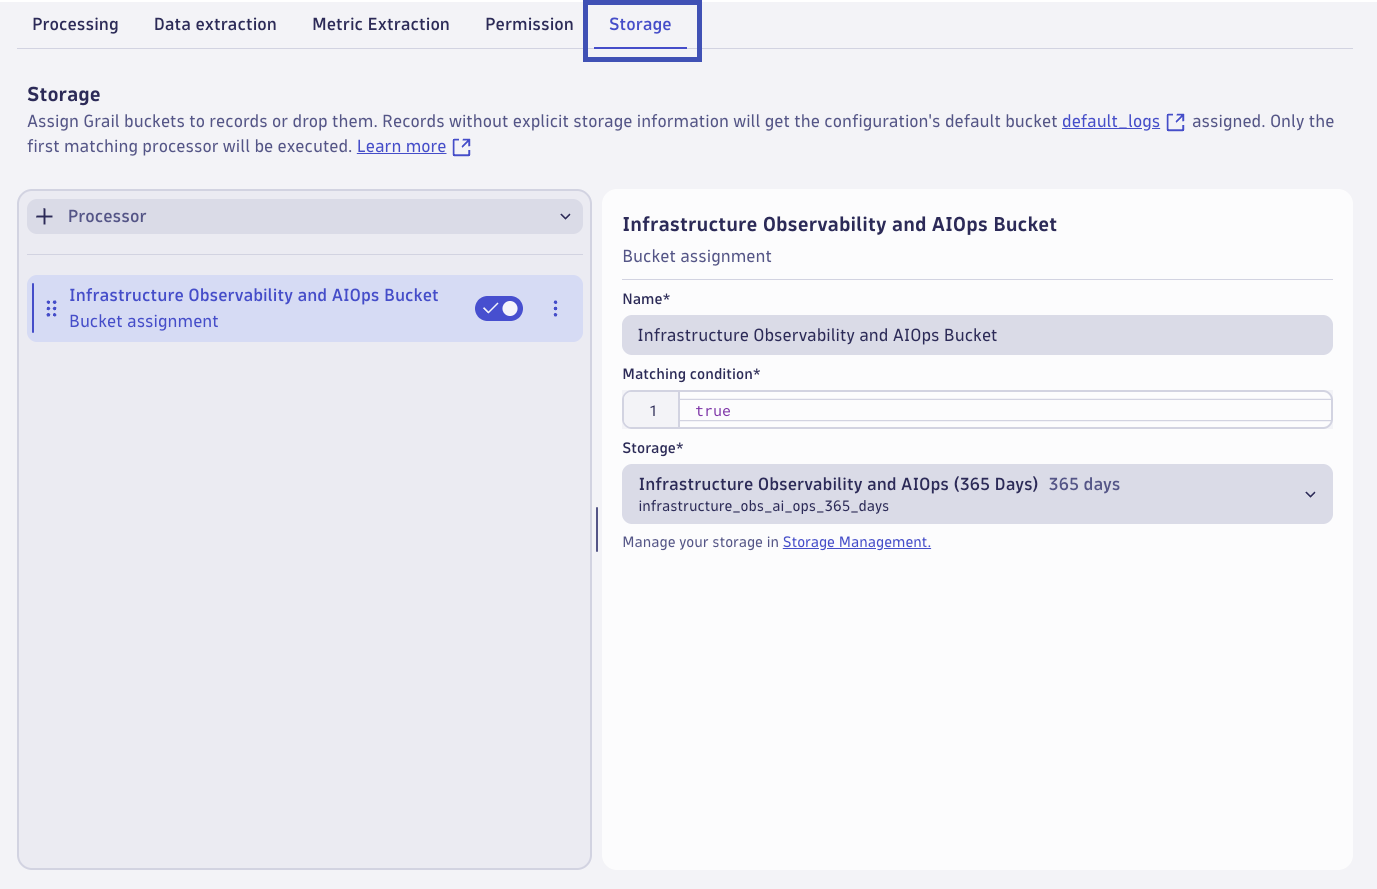 Processing Data extraction Metric Extraction Permission Storage
Storage
Assign Grail buckets to records or drop them. Records without explicit storage information will get the configuration's default bucket default_logs assigned. Only the
first matching processor will be executed. Learn more
Processor
Infrastructure Observability and AIOps Bucket
Bucket assignment
Infrastructure Observability and AIOps Bucket
Bucket assignment
Name*
Infrastructure Observability and AIOps Bucket
Matching condition*
1 true
Storage*
Infrastructure Observability and AIOps (365 Days) 365 days
infrastructure_obs_ai_ops_365_days
Manage your storage in Storage Management.